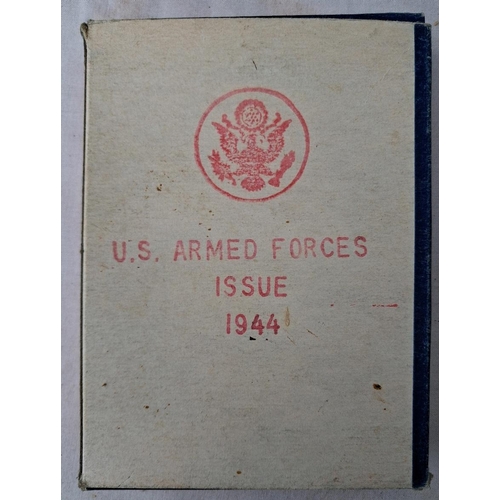 U.S. ARMED FORCES
ISSUE
1944